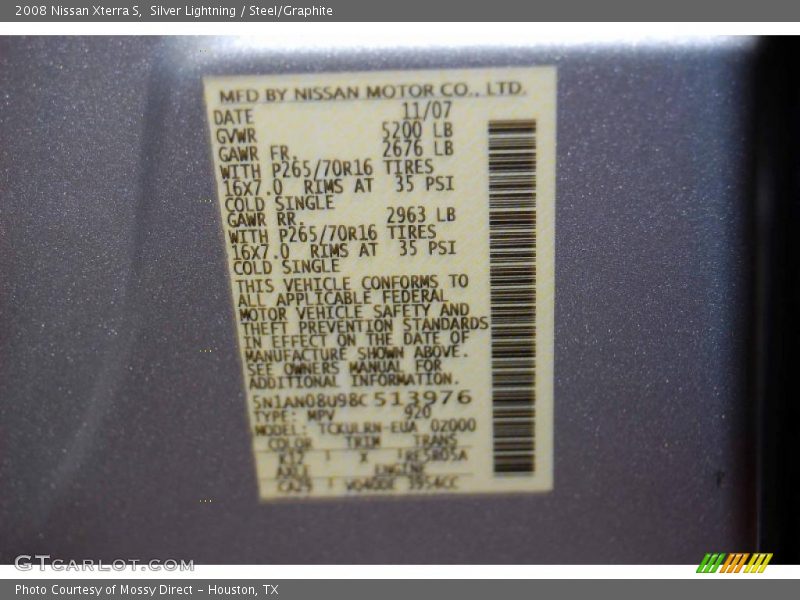 2008 Nissan Xterra S, Silver Lightning / Steel/Graphite
MFD BY NISSAN MOTOR CO., LTD.
DATE 11/07
GVWR 5200 LB
GAWR FR. 2676 LB
WITH P265/70R16 TIRES
16X7.0 RIMS AT 35 PSI
COLD SINGLE
GAWR RR. 2963 LB
WITH P265/70R16 TIRES
16X7.0 RIMS AT 35 PSI
COLD SINGLE
THIS VEHICLE CONFORMS TO
ALL APPLICABLE FEDERAL
MOTOR VEHICLE SAFETY AND
THEFT PREVENTION STANDARDS
IN EFFECT ON THE DATE OF
MANUFACTURE SHOWN ABOVE.
SEE OWNERS MANUAL FOR
ADDITIONAL INFORMATION.
5N1AN08U98C513976
TYPE: MPV 920
MODEL: TCKULRN-EUA 02000
COLOR TRIM TRANS
K12 X RE5R05A
AXLE ENGINE
CA29 VQ40DE 3954CC
GTCARLOT.COM
Photo Courtesy of Mossy Direct – Houston, TX